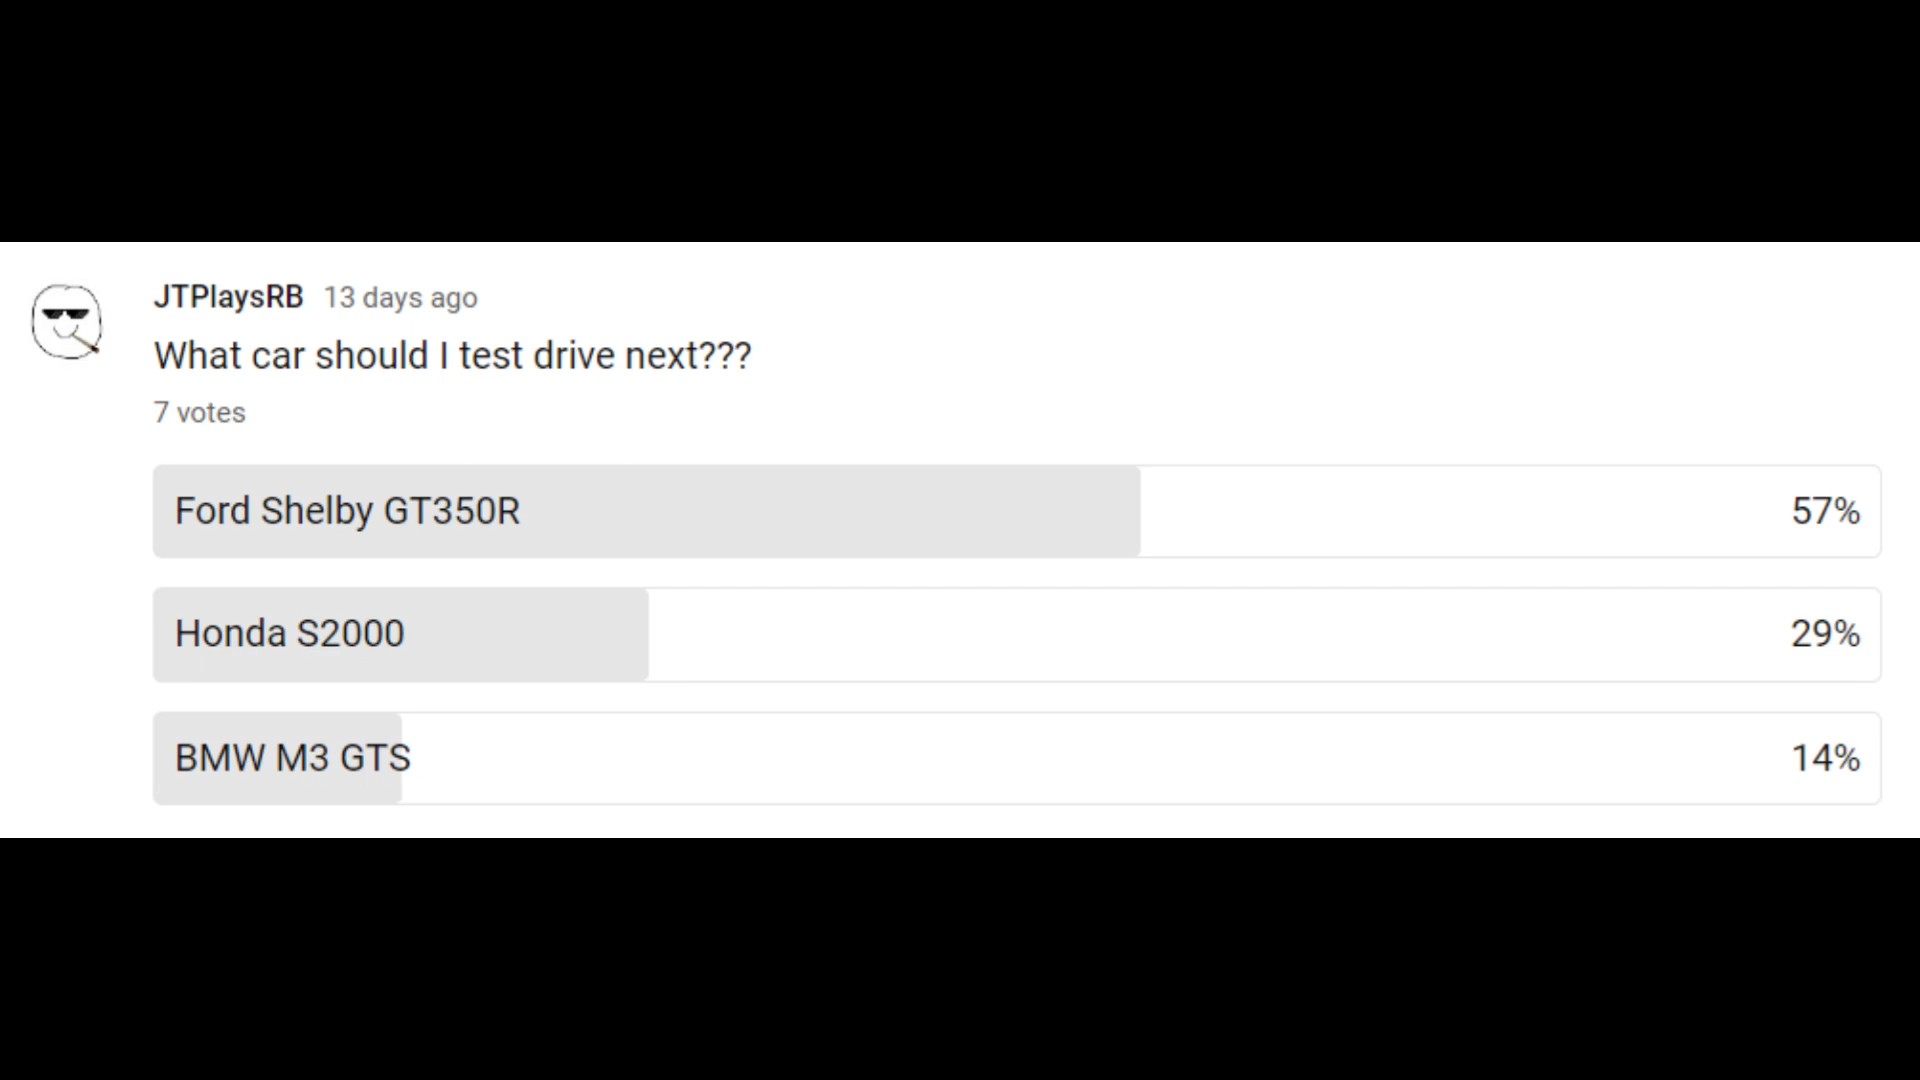 JTPlaysRB 13 days ago
What car should I test drive next???
7 votes
Ford Shelby GT350R 57%
Honda S2000 29%
BMW M3 GTS 14%